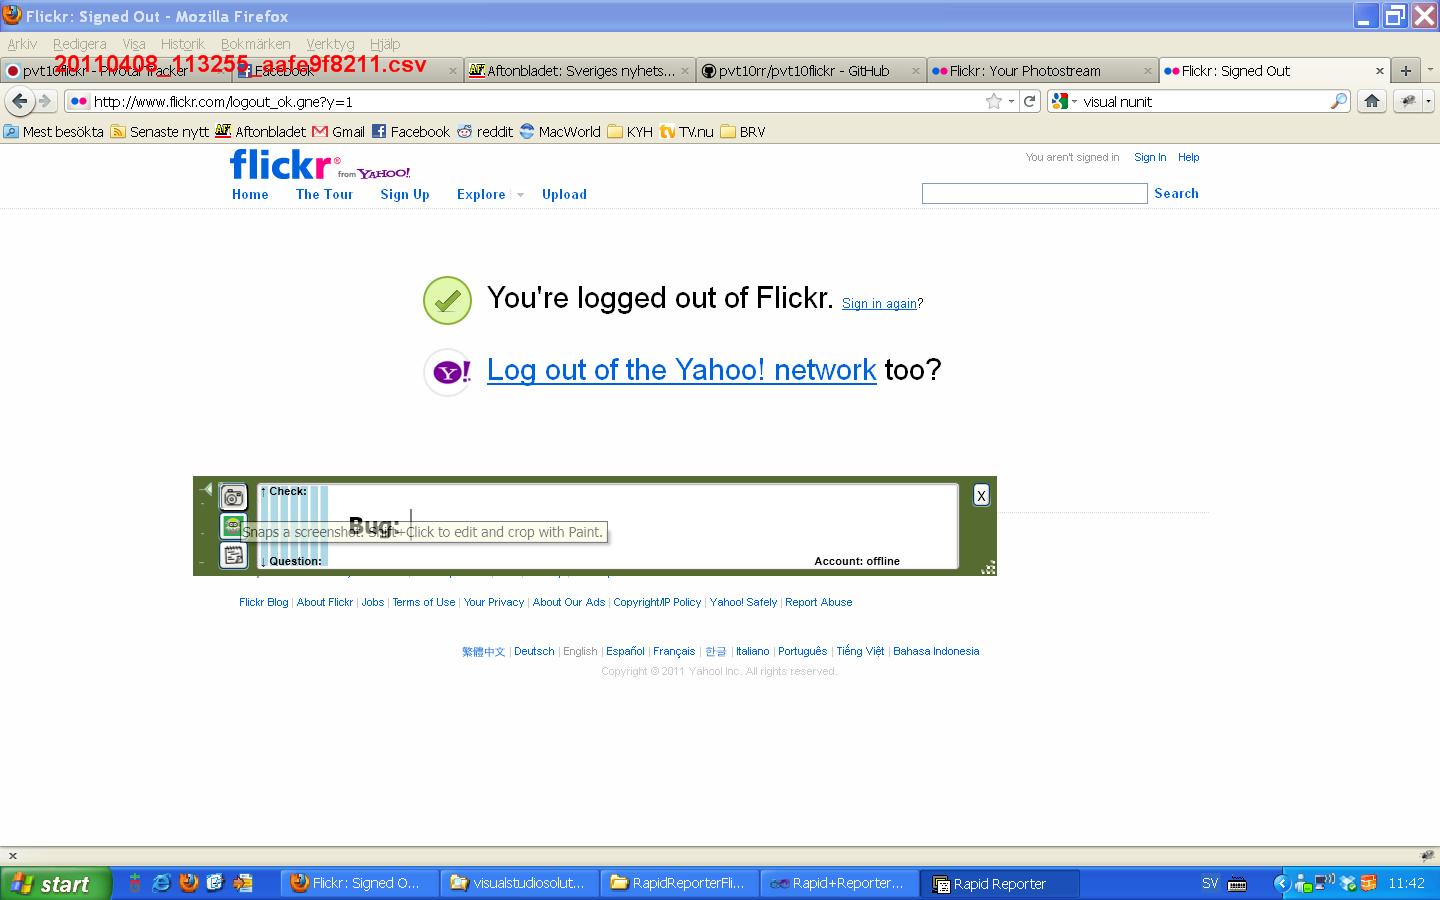 Flickr: Signed Out - Mozilla Firefox
Arkiv Redigera Visa Historik Bokmärken Verktyg Hjälp
20110408_113255_aafe9f8211.csv
pvt10flickr - Pivotal Tracker Facebook Aftonbladet: Sveriges nyhets... pvt10rr/pvt10flickr - GitHub Flickr: Your Photostream Flickr: Signed Out
http://www.flickr.com/logout_ok.gne?y=1 visual nunit
Mest besökta Senaste nytt Aftonbladet Gmail Facebook reddit MacWorld KYH TV.nu BRV
flickr® from YAHOO! You aren't signed in Sign In Help
Home The Tour Sign Up Explore Upload Search
You're logged out of Flickr. Sign in again?
Y! Log out of the Yahoo! network too?
↑ Check: X
Bug:
Snaps a screenshot. Shift+Click to edit and crop with Paint.
↓ Question: Account: offline
Flickr Blog | About Flickr | Jobs | Terms of Use | Your Privacy | About Our Ads | Copyright/IP Policy | Yahoo! Safely | Report Abuse
繁體中文 | Deutsch | English | Español | Français | 한글 | Italiano | Português | Tiếng Việt | Bahasa Indonesia
Copyright © 2011 Yahoo! Inc. All rights reserved.
start Flickr: Signed O... visualstudiosolut... RapidReporterFli... Rapid+Reporter... Rapid Reporter SV 11:42